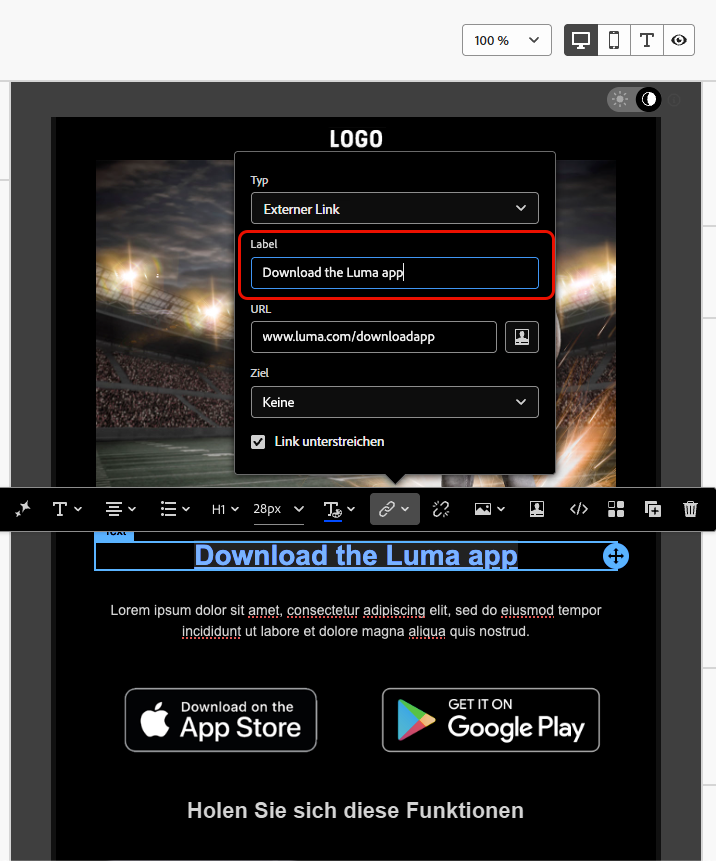 100 %
LOGO
Typ
Externer Link
Label
Download the Luma app
URL
www.luma.com/downloadapp
Ziel
Keine
Link unterstreichen
H1 28px
Text
Download the Luma app
Lorem ipsum dolor sit amet, consectetur adipiscing elit, sed do eiusmod tempor
incididunt ut labore et dolore magna aliqua quis nostrud.
Download on the
App Store
GET IT ON
Google Play
Holen Sie sich diese Funktionen